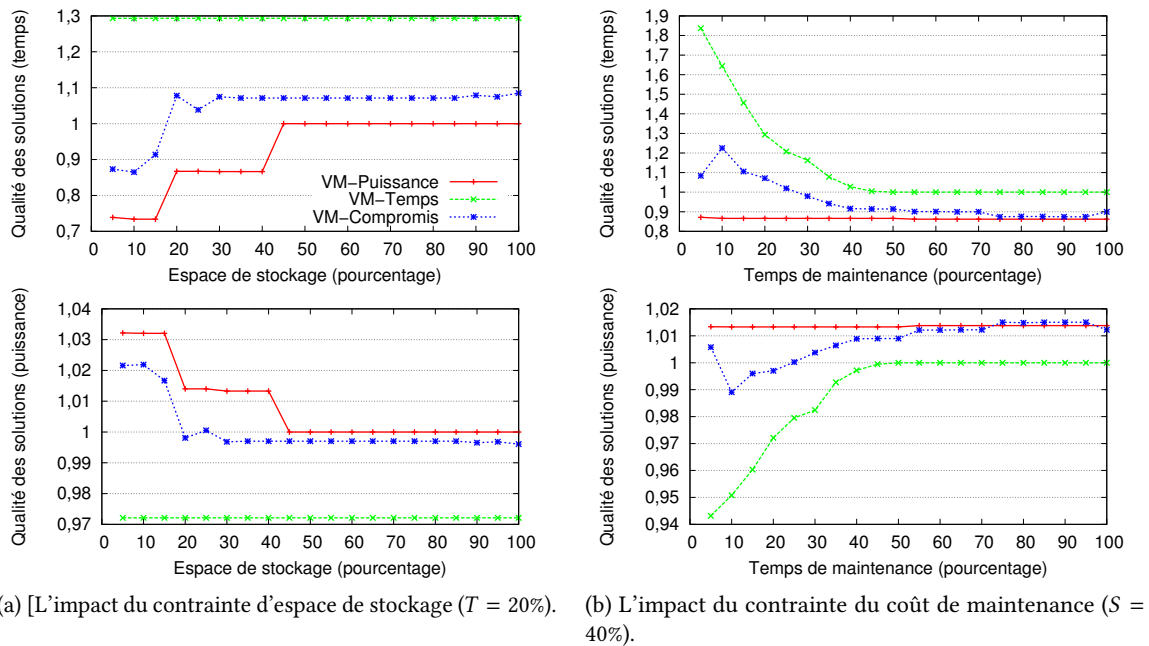 1,3
1,2
1,1
1
0,9
0,8
0,7
Qualité des solutions (temps)
VM−Puissance
VM−Temps
VM−Compromis
0 10 20 30 40 50 60 70 80 90 100
Espace de stockage (pourcentage)
1,9
1,8
1,7
1,6
1,5
1,4
1,3
1,2
1,1
1
0,9
0,8
Qualité des solutions (temps)
0 10 20 30 40 50 60 70 80 90 100
Temps de maintenance (pourcentage)
1,04
1,03
1,02
1,01
1
0,99
0,98
0,97
Qualité des solutions (puissance)
0 10 20 30 40 50 60 70 80 90 100
Espace de stockage (pourcentage)
1,02
1,01
1
0,99
0,98
0,97
0,96
0,95
0,94
Qualité des solutions (puissance)
0 10 20 30 40 50 60 70 80 90 100
Temps de maintenance (pourcentage)
a) [L'impact du contrainte d'espace de stockage (T = 20%).
(b) L'impact du contrainte du coût de maintenance (S =
40%).